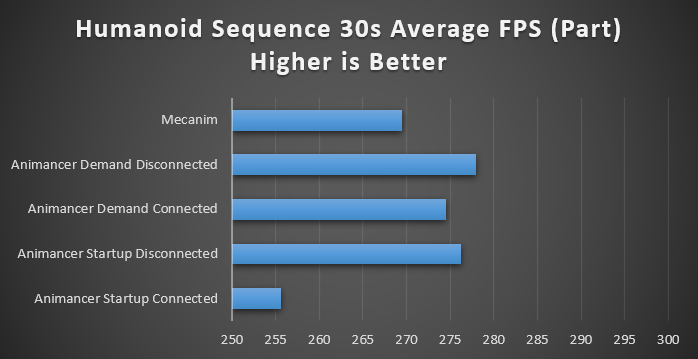 Humanoid Sequence 30s Average FPS (Part)
Higher is Better
Mecanim
Animancer Demand Disconnected
Animancer Demand Connected
Animancer Startup Disconnected
Animancer Startup Connected
250 255 260 265 270 275 280 285 290 295 300